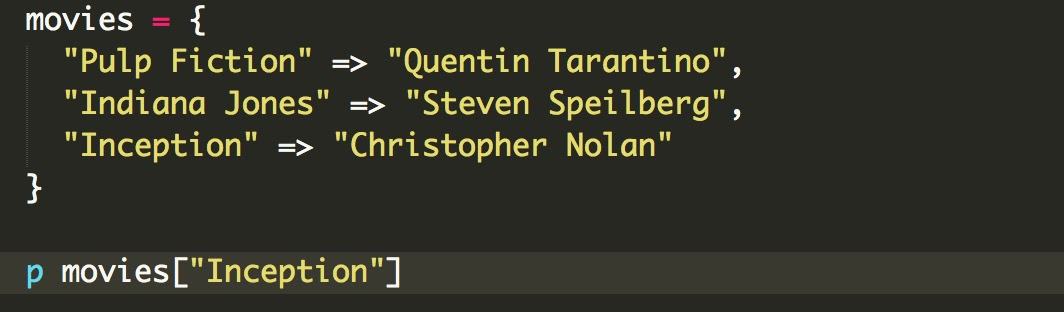 movies = {
"Pulp Fiction" => "Quentin Tarantino",
"Indiana Jones" => "Steven Speilberg",
"Inception" => "Christopher Nolan"
}
p movies["Inception"]